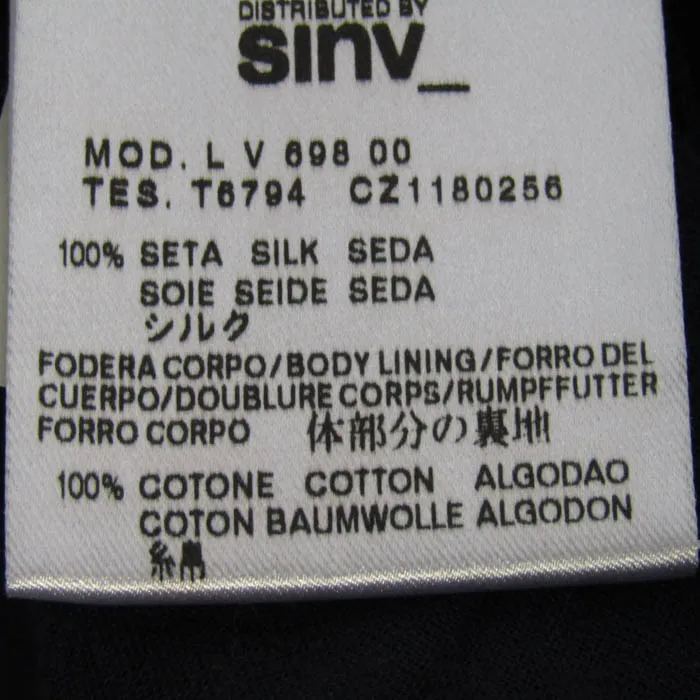 DISTRIBUTED BY
sinv_
MOD. L V 698 00
TES. T6794 CZ1180256
100% SETA SILK SEDA
SOIE SEIDE SEDA
シルク
FODERA CORPO/BODY LINING/FORRO DEL
CUERPO/DOUBLURE CORPS/RUMPFFUTTER
FORRO CORPO 体部分の裏地
100% COTONE COTTON ALGODAO
COTON BAUMWOLLE ALGODON